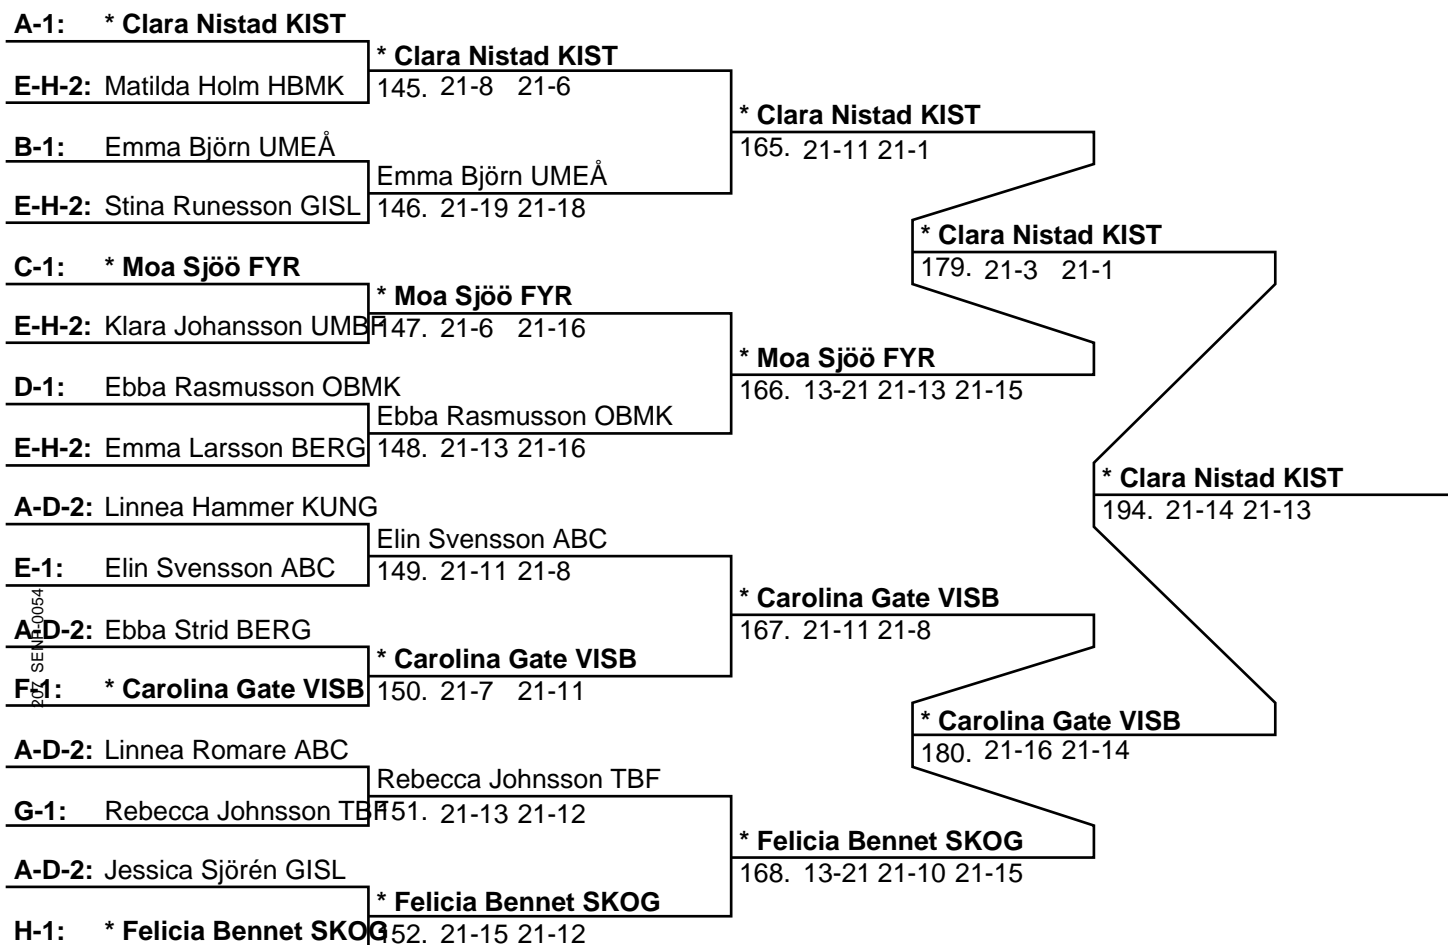 A-1: * Clara Nistad KIST
* Clara Nistad KIST
E-H-2: Matilda Holm HBMK
145. 21-8 21-6
* Clara Nistad KIST
165. 21-11 21-1
B-1: Emma Björn UMEÅ
Emma Björn UMEÅ
E-H-2: Stina Runesson GISL
146. 21-19 21-18
* Clara Nistad KIST
179. 21-3 21-1
C-1: * Moa Sjöö FYR
* Moa Sjöö FYR
E-H-2: Klara Johansson UMBF
147. 21-6 21-16
* Moa Sjöö FYR
166. 13-21 21-13 21-15
D-1: Ebba Rasmusson OBMK
Ebba Rasmusson OBMK
E-H-2: Emma Larsson BERG
148. 21-13 21-16
* Clara Nistad KIST
194. 21-14 21-13
A-D-2: Linnea Hammer KUNG
Elin Svensson ABC
E-1: Elin Svensson ABC
149. 21-11 21-8
* Carolina Gate VISB
167. 21-11 21-8
A-D-2: Ebba Strid BERG
* Carolina Gate VISB
F-1: * Carolina Gate VISB
150. 21-7 21-11
* Carolina Gate VISB
180. 21-16 21-14
A-D-2: Linnea Romare ABC
Rebecca Johnsson TBF
G-1: Rebecca Johnsson TBF
151. 21-13 21-12
* Felicia Bennet SKOG
168. 13-21 21-10 21-15
A-D-2: Jessica Sjörén GISL
* Felicia Bennet SKOG
H-1: * Felicia Bennet SKOG
152. 21-15 21-12